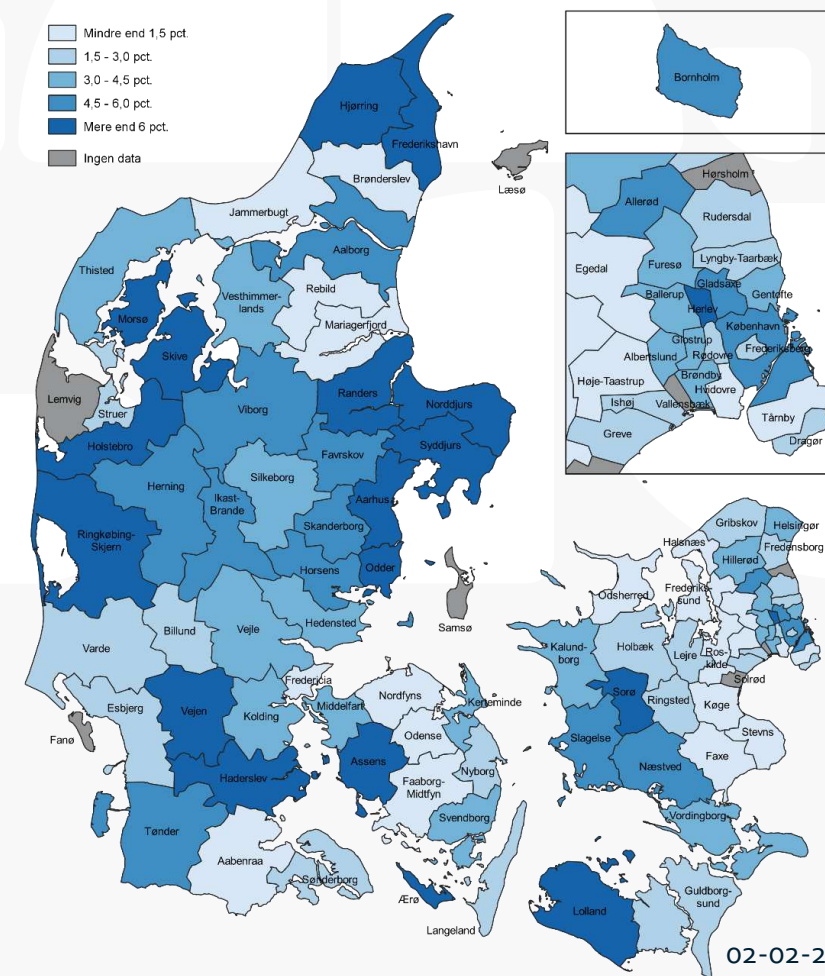 Mindre end 1,5 pct.
1,5 - 3,0 pct.
3,0 - 4,5 pct.
4,5 - 6,0 pct.
Mere end 6 pct.
Ingen data
Hjørring
Frederikshavn
Læsø
Brønderslev
Jammerbugt
Thisted
Aalborg
Vesthimmer-
lands
Rebild
Morsø
Mariagerfjord
Skive
Lemvig
Struer
Randers
Norddjurs
Viborg
Holstebro
Syddjurs
Favrskov
Silkeborg
Herning
Ikast-
Brande
Aarhus
Skanderborg
Ringkøbing-
Skjern
Horsens
Odder
Samsø
Hedensted
Billund
Vejle
Varde
Fredericia
Nordfyns
Esbjerg
Vejen
Kolding
Middelfart
Kerteminde
Fanø
Odense
Assens
Nyborg
Haderslev
Faaborg-
Midtfyn
Svendborg
Tønder
Aabenraa
Sønderborg
Ærø
Langeland
Bornholm
Hørsholm
Allerød
Rudersdal
Egedal
Furesø
Lyngby-Taarbæk
Gladsaxe
Ballerup
Gentofte
Herlev
København
Glostrup
Albertslund
Rødovre
Frederiksberg
Høje-Taastrup
Brøndby
Hvidovre
Ishøj
Vallensbæk
Greve
Tårnby
Dragør
Gribskov
Helsingør
Halsnæs
Fredensborg
Hillerød
Odsherred
Frederiks-
sund
Kalund-
borg
Holbæk
Lejre
Ros-
kilde
Solrød
Sorø
Ringsted
Køge
Stevns
Slagelse
Næstved
Faxe
Vordingborg
Guldborg-
sund
Lolland
02-02-2